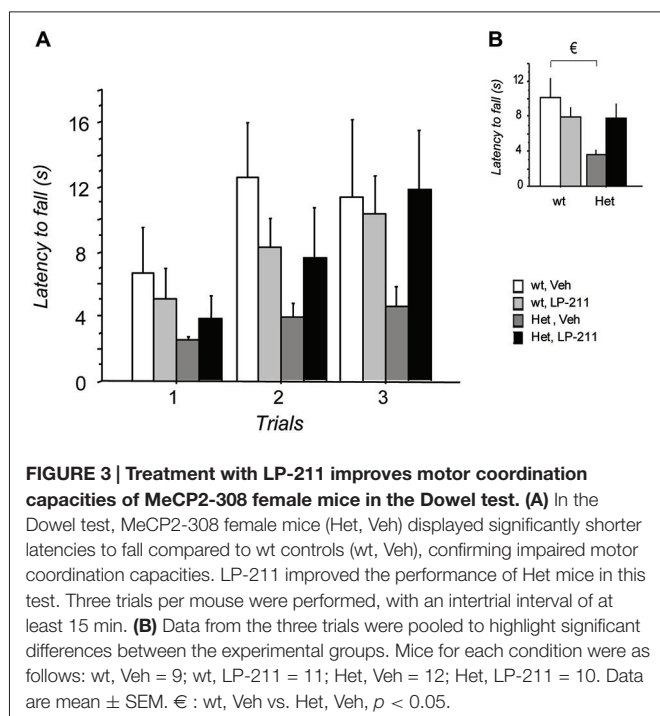 A
B
€
Latency to fall (s)
12
8
4
0
wt Het
Latency to fall (s)
16
12
8
4
0
1 2 3
Trials
wt, Veh
wt, LP-211
Het, Veh
Het, LP-211
FIGURE 3 | Treatment with LP-211 improves motor coordination
capacities of MeCP2-308 female mice in the Dowel test. (A) In the
Dowel test, MeCP2-308 female mice (Het, Veh) displayed significantly shorter
latencies to fall compared to wt controls (wt, Veh), confirming impaired motor
coordination capacities. LP-211 improved the performance of Het mice in this
test. Three trials per mouse were performed, with an intertrial interval of at
least 15 min. (B) Data from the three trials were pooled to highlight significant
differences between the experimental groups. Mice for each condition were as
follows: wt, Veh = 9; wt, LP-211 = 11; Het, Veh = 12; Het, LP-211 = 10. Data
are mean ± SEM. € : wt, Veh vs. Het, Veh, p < 0.05.